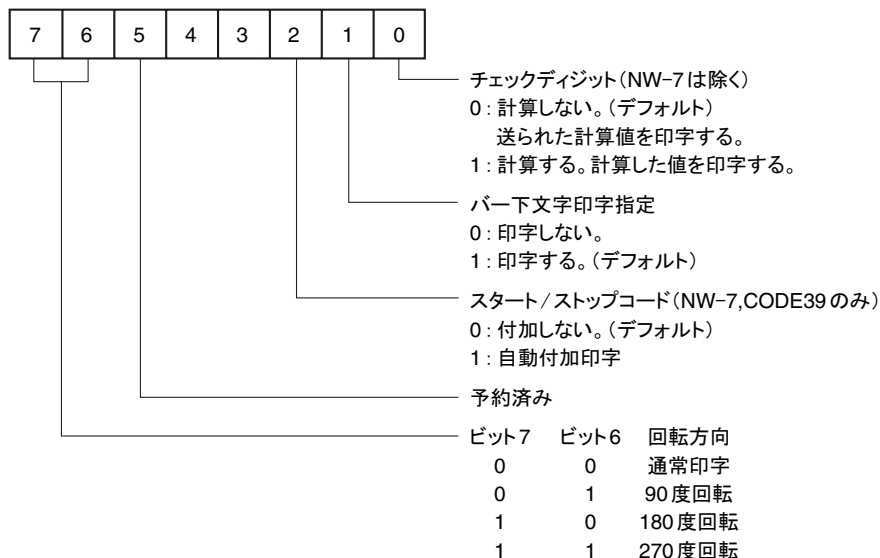 7 6 5 4 3 2 1 0
チェックディジット(NW-7は除く)
0:計算しない。(デフォルト)
送られた計算値を印字する。
1:計算する。計算した値を印字する。
バー下文字印字指定
0:印字しない。
1:印字する。(デフォルト)
スタート/ストップコード(NW-7,CODE39のみ)
0:付加しない。(デフォルト)
1:自動付加印字
予約済み
ビット7 ビット6 回転方向
0 0 通常印字
0 1 90度回転
1 0 180度回転
1 1 270度回転